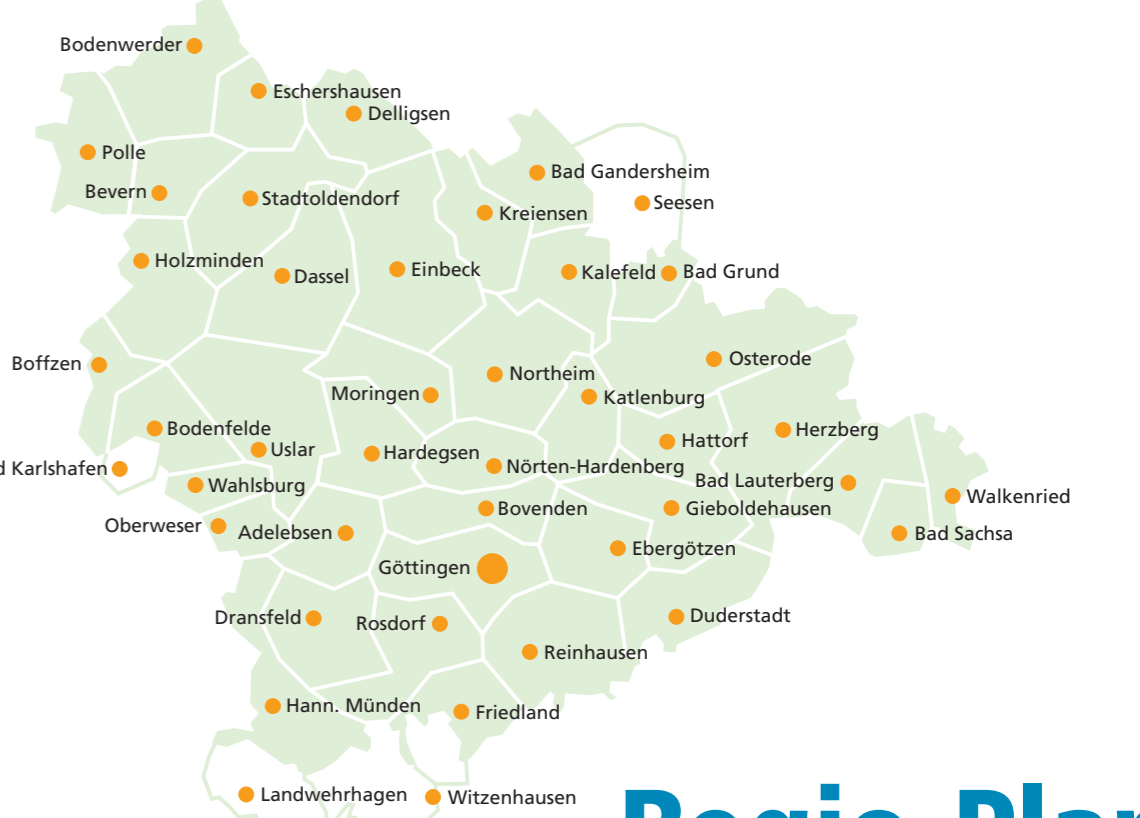 Bodenwerder
Eschershausen
Delligsen
Polle
Bad Gandersheim
Bevern
Stadtoldendorf
Seesen
Kreiensen
Holzminden
Dassel
Einbeck
Kalefeld
Bad Grund
Boffzen
Osterode
Northeim
Moringen
Katlenburg
Bodenfelde
Herzberg
Hattorf
Uslar
Hardegsen
d Karlshafen
Nörten-Hardenberg
Bad Lauterberg
Wahlsburg
Walkenried
Bovenden
Gieboldehausen
Oberweser
Adelebsen
Bad Sachsa
Ebergötzen
Göttingen
Dransfeld
Rosdorf
Duderstadt
Reinhausen
Hann. Münden
Friedland
Landwehrhagen
Witzenhausen
Regio-Plan